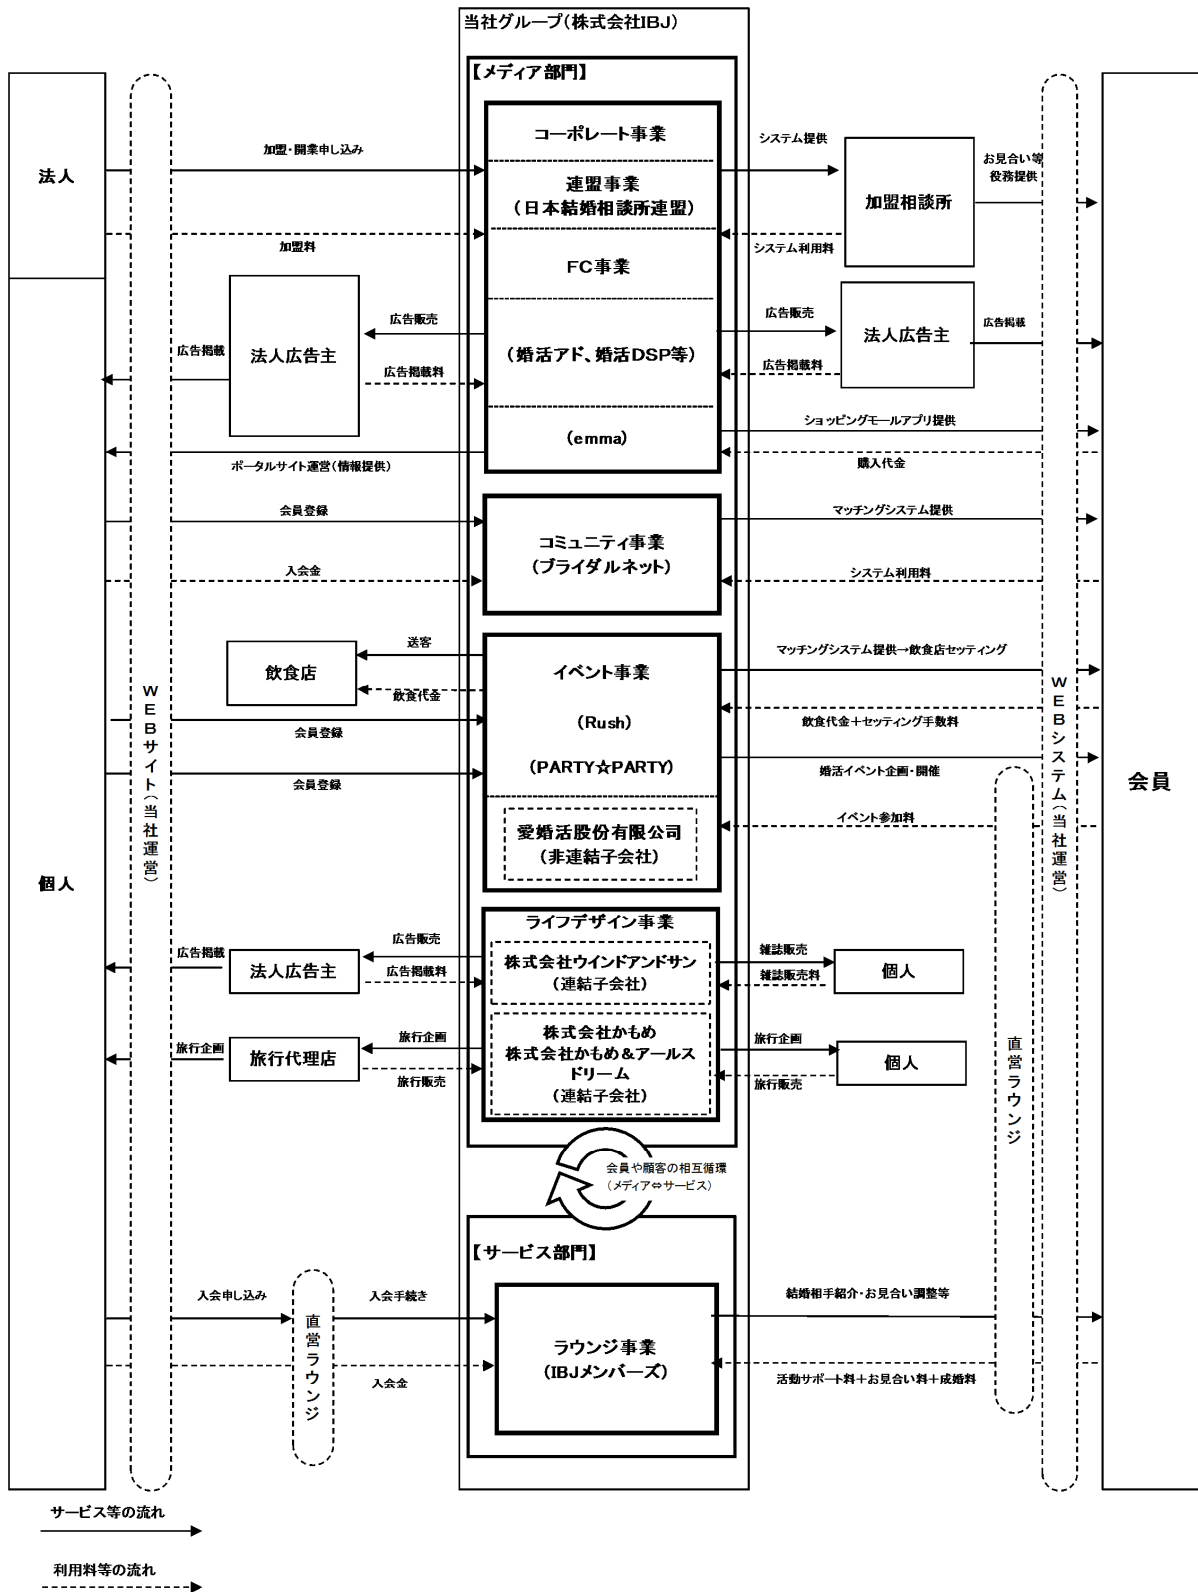 当社グループ(株式会社IBJ)
【メディア部門】
法人
個人
WEBサイト(当社運営)
加盟・開業申し込み
加盟料
コーポレート事業
連盟事業
(日本結婚相談所連盟)
FC事業
(婚活アド、婚活DSP等)
(emma)
システム提供
システム利用料
加盟相談所
お見合い等
役務提供
広告掲載
法人広告主
広告販売
広告掲載料
広告販売
広告掲載料
法人広告主
広告掲載
ポータルサイト運営(情報提供)
ショッピングモールアプリ提供
購入代金
会員登録
入会金
コミュニティ事業
(ブライダルネット)
マッチングシステム提供
システム利用料
飲食店
送客
飲食代金
会員登録
会員登録
イベント事業
(Rush)
(PARTY☆PARTY)
愛婚活股份有限公司
(非連結子会社)
マッチングシステム提供→飲食店セッティング
飲食代金+セッティング手数料
婚活イベント企画・開催
イベント参加料
WEBシステム(当社運営)
会員
ライフデザイン事業
株式会社ウインドアンドサン
(連結子会社)
広告掲載
法人広告主
広告販売
広告掲載料
雑誌販売
雑誌販売料
個人
株式会社かもめ
株式会社かもめ&アールス
ドリーム
(連結子会社)
旅行企画
旅行代理店
旅行企画
旅行販売
旅行企画
旅行販売
個人
直営ラウンジ
会員や顧客の相互循環
(メディア⇔サービス)
【サービス部門】
入会申し込み
直営ラウンジ
入会手続き
入会金
ラウンジ事業
(IBJメンバーズ)
結婚相手紹介・お見合い調整等
活動サポート料+お見合い料+成婚料
サービス等の流れ
利用料等の流れ